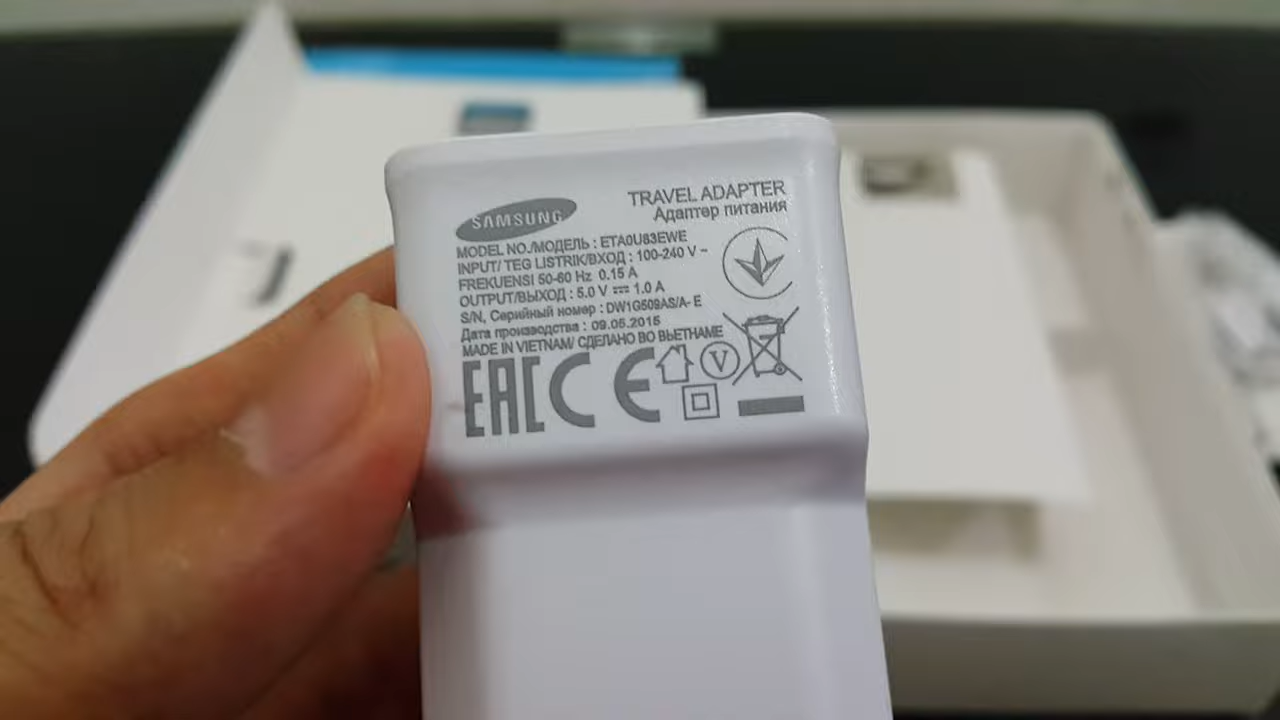 SAMSUNG
TRAVEL ADAPTER
Адаптер питания
MODEL NO./МОДЕЛЬ : ETA0U83EWE
INPUT/ TEG LISTRIK/ВХОД : 100-240 V ~
FREKUENSI 50-60 Hz 0.15 A
OUTPUT/ВЫХОД : 5.0 V ⎓ 1.0 A
S/N, Серийный номер : DW1G509AS/A- E
Дата производства : 09.05.2015
MADE IN VIETNAM/ СДЕЛАНО ВО ВЬЕТНАМЕ
EAC CE V